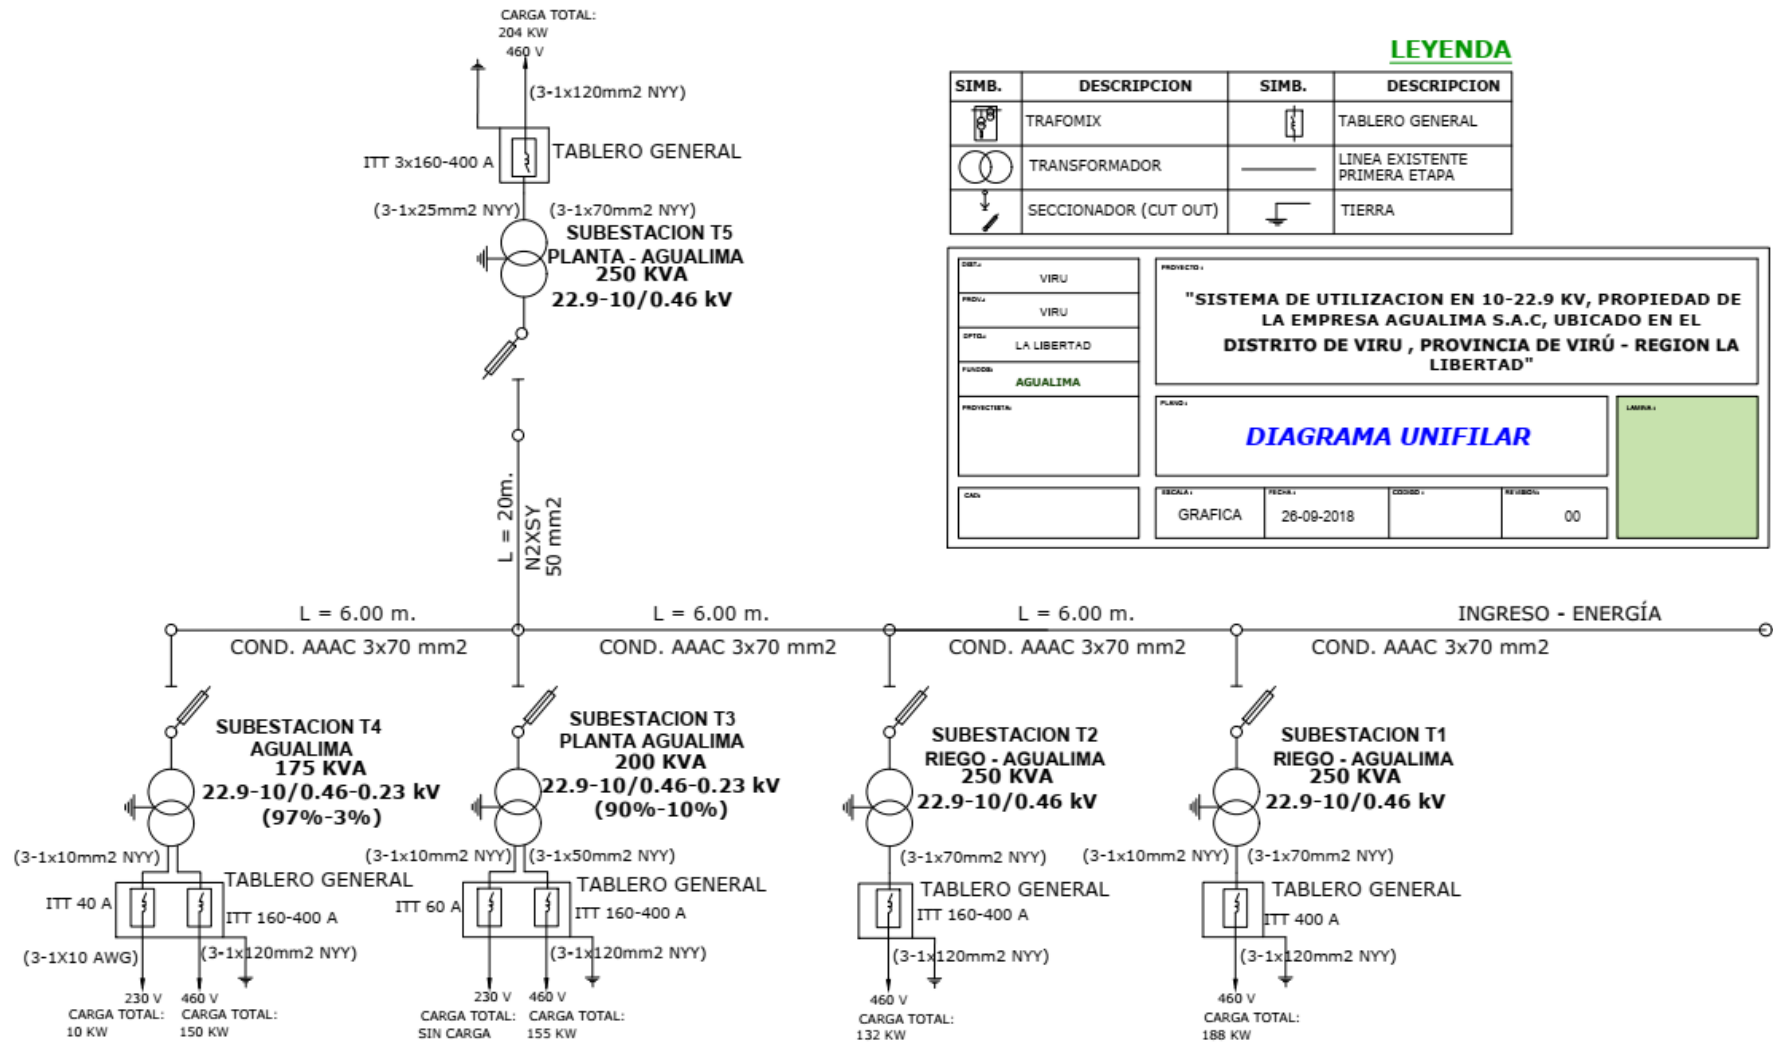 CARGA TOTAL:
204 KW
460 V
(3-1x120mm2 NYY)
ITT 3x160-400 A
TABLERO GENERAL
(3-1x25mm2 NYY)
(3-1x70mm2 NYY)
SUBESTACION T5
PLANTA - AGUALIMA
250 KVA
22.9-10/0.46 kV
L = 20m.
N2XSY
50 mm2
LEYENDA
SIMB.
DESCRIPCION
SIMB.
DESCRIPCION
TRAFOMIX
TABLERO GENERAL
TRANSFORMADOR
LINEA EXISTENTE
PRIMERA ETAPA
SECCIONADOR (CUT OUT)
TIERRA
DIST.:
VIRU
PROV.:
VIRU
DPTO.:
LA LIBERTAD
FUNDOS:
AGUALIMA
PROYECTISTA:
CAD:
PROYECTO :
"SISTEMA DE UTILIZACION EN 10-22.9 KV, PROPIEDAD DE
LA EMPRESA AGUALIMA S.A.C, UBICADO EN EL
DISTRITO DE VIRU , PROVINCIA DE VIRÚ - REGION LA
LIBERTAD"
PLANO :
DIAGRAMA UNIFILAR
LAMINA :
ESCALA :
GRAFICA
FECHA :
26-09-2018
CODIGO :
REVISION:
00
L = 6.00 m.
L = 6.00 m.
L = 6.00 m.
INGRESO - ENERGÍA
COND. AAAC 3x70 mm2
COND. AAAC 3x70 mm2
COND. AAAC 3x70 mm2
COND. AAAC 3x70 mm2
SUBESTACION T4
AGUALIMA
175 KVA
22.9-10/0.46-0.23 kV
(97%-3%)
(3-1x10mm2 NYY)
TABLERO GENERAL
ITT 40 A
ITT 160-400 A
(3-1X10 AWG)
(3-1x120mm2 NYY)
230 V
CARGA TOTAL:
10 KW
460 V
CARGA TOTAL:
150 KW
SUBESTACION T3
PLANTA AGUALIMA
200 KVA
22.9-10/0.46-0.23 kV
(90%-10%)
(3-1x10mm2 NYY)
(3-1x50mm2 NYY)
TABLERO GENERAL
ITT 60 A
ITT 160-400 A
(3-1x120mm2 NYY)
230 V
CARGA TOTAL:
SIN CARGA
460 V
CARGA TOTAL:
155 KW
SUBESTACION T2
RIEGO - AGUALIMA
250 KVA
22.9-10/0.46 kV
(3-1x70mm2 NYY)
TABLERO GENERAL
ITT 160-400 A
(3-1x120mm2 NYY)
460 V
CARGA TOTAL:
132 KW
SUBESTACION T1
RIEGO - AGUALIMA
250 KVA
22.9-10/0.46 kV
(3-1x10mm2 NYY)
(3-1x70mm2 NYY)
TABLERO GENERAL
ITT 400 A
(3-1x120mm2 NYY)
460 V
CARGA TOTAL:
188 KW